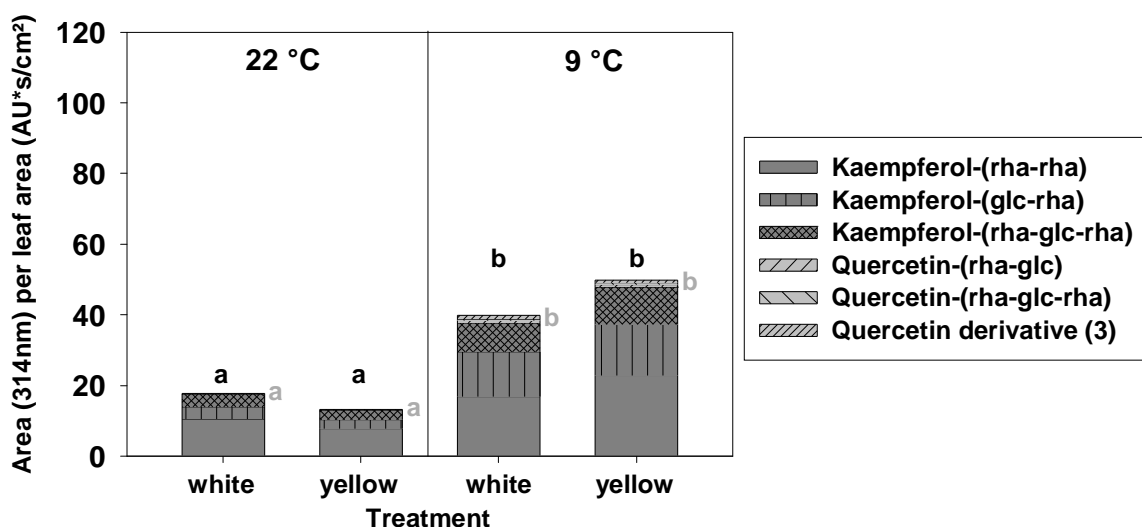 Area (314nm) per leaf area (AU*s/cm²)
120
100
80
60
40
20
0
22 °C
9 °C
a
a
a
a
b
b
b
b
white
yellow
white
yellow
Treatment
Kaempferol-(rha-rha)
Kaempferol-(glc-rha)
Kaempferol-(rha-glc-rha)
Quercetin-(rha-glc)
Quercetin-(rha-glc-rha)
Quercetin derivative (3)